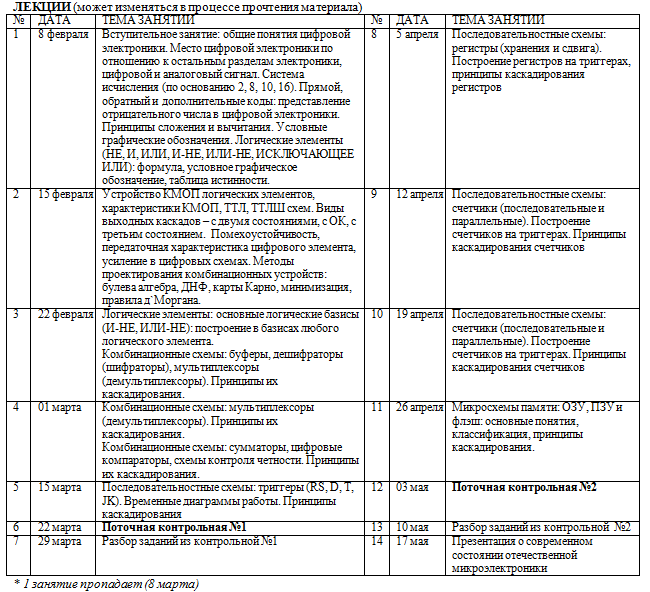 ЛЕКЦИИ (может изменяться в процессе прочтения материала)
№ ДАТА ТЕМА ЗАНЯТИИ № ДАТА ТЕМА ЗАНЯТИИ
1 8 февраля Вступительное занятие: общие понятия цифровой
электроники. Место цифровой электроники по
отношению к остальным разделам электроники,
цифровой и аналоговый сигнал. Система
исчисления (по основанию 2, 8, 10, 16). Прямой,
обратный и дополнительные коды: представление
отрицательного числа в цифровой электронике.
Принципы сложения и вычитания. Условные
графические обозначения. Логические элементы
(НЕ, И, ИЛИ, И-НЕ, ИЛИ-НЕ, ИСКЛЮЧАЮЩЕЕ
ИЛИ): формула, условное графическое
обозначение, таблица истинности.
8 5 апреля Последовательностные схемы:
регистры (хранения и сдвига).
Построение регистров на триггерах,
принципы каскадирования
регистров
2 15 февраля Устройство КМОП логических элементов,
характеристики КМОП, ТТЛ, ТТЛШ схем. Виды
выходных каскадов – с двумя состояниями, с ОК, с
третьим состоянием. Помехоустойчивость,
передаточная характеристика цифрового элемента,
усиление в цифровых схемах. Методы
проектирования комбинационных устройств:
булева алгебра, ДНФ, карты Карно, минимизация,
правила д`Моргана.
9 12 апреля Последовательностные схемы:
счетчики (последовательные и
параллельные). Построение
счетчиков на триггерах. Принципы
каскадирования счетчиков
3 22 февраля Логические элементы: основные логические базисы
(И-НЕ, ИЛИ-НЕ): построение в базисах любого
логического элемента.
Комбинационные схемы: буферы, дешифраторы
(шифраторы), мультиплексоры
(демультиплексоры). Принципы их
каскадирования.
10 19 апреля Последовательностные схемы:
счетчики (последовательные и
параллельные). Построение
счетчиков на триггерах. Принципы
каскадирования счетчиков
4 01 марта Комбинационные схемы: мультиплексоры
(демультиплексоры). Принципы их
каскадирования.
Комбинационные схемы: сумматоры, цифровые
компараторы, схемы контроля четности. Принципы
их каскадирования.
11 26 апреля Микросхемы памяти: ОЗУ, ПЗУ и
флэш: основные понятия,
классификация, принципы
каскадирования.
5 15 марта Последовательностные схемы: триггеры (RS, D, T,
JK). Временные диаграммы работы. Принципы
каскадирования
12 03 мая Поточная контрольная №2
6 22 марта Поточная контрольная №1 13 10 мая Разбор заданий из контрольной №2
7 29 марта Разбор заданий из контрольной №1
14 17 мая Презентация о современном
состоянии отечественной
микроэлектроники
* 1 занятие пропадает (8 марта)